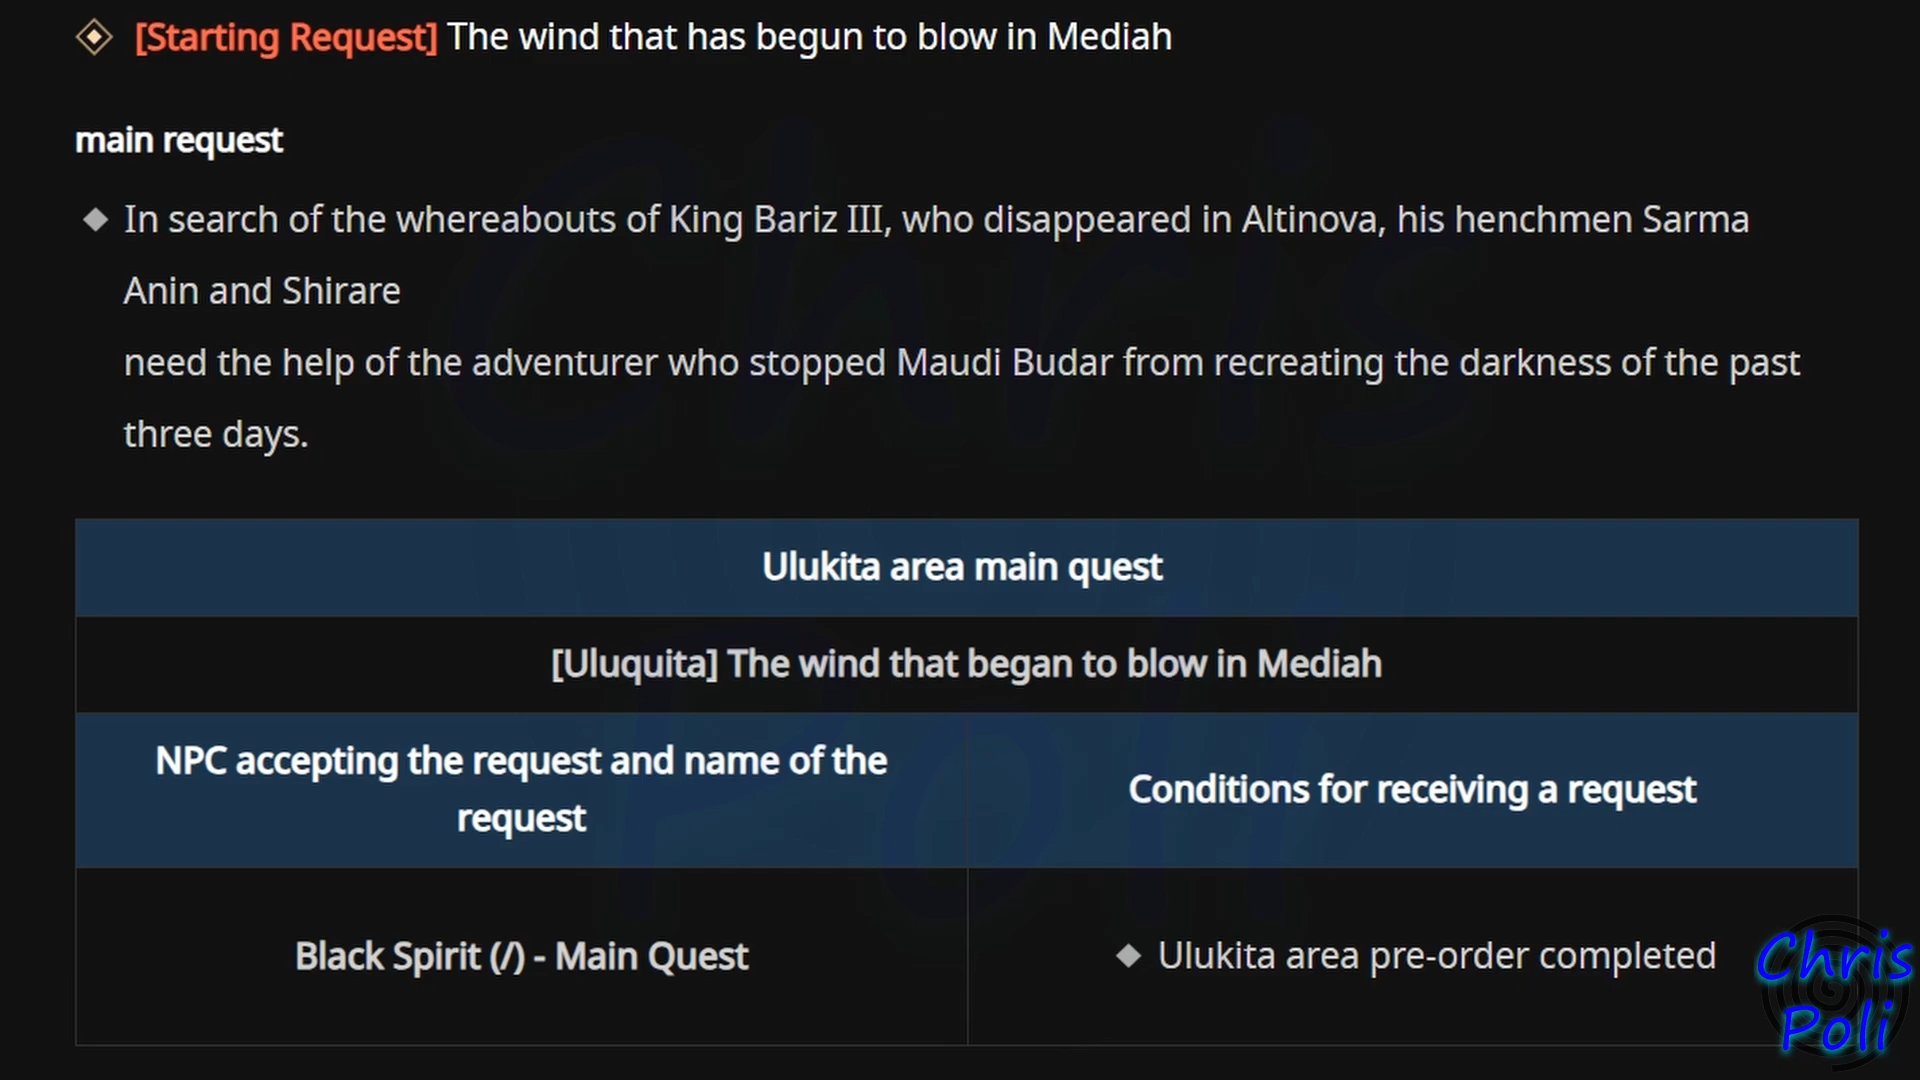 [Starting Request] The wind that has begun to blow in Mediah
main request
In search of the whereabouts of King Bariz III, who disappeared in Altinova, his henchmen Sarma
Anin and Shirare
need the help of the adventurer who stopped Maudi Budar from recreating the darkness of the past
three days.
Ulukita area main quest
[Uluquita] The wind that began to blow in Mediah
NPC accepting the request and name of the
request
Conditions for receiving a request
Black Spirit (/) - Main Quest
Ulukita area pre-order completed
Chris
Poli
Chris
Poli